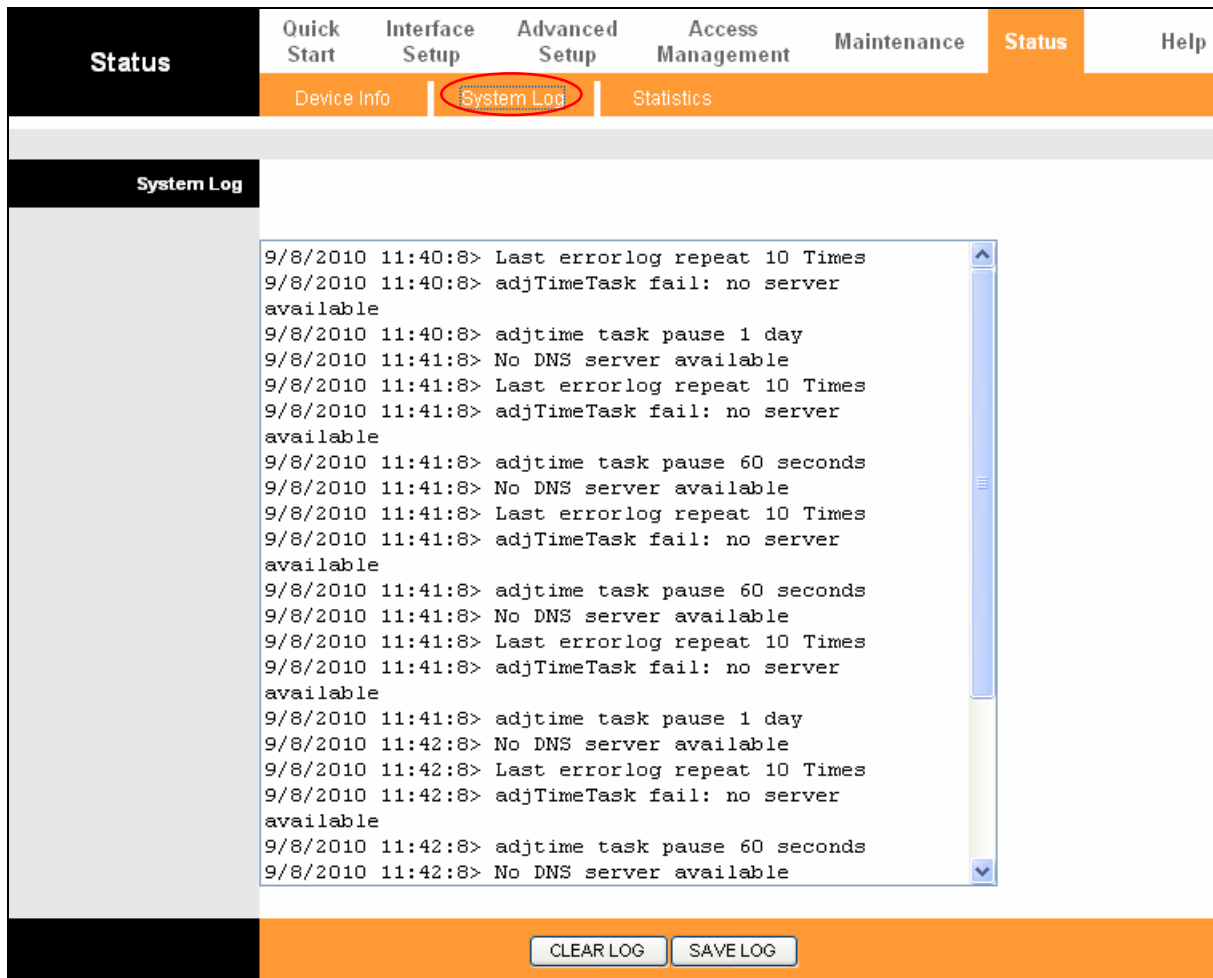 Status
Quick Start
Interface Setup
Advanced Setup
Access Management
Maintenance
Status
Help
Device Info
System Log
Statistics
System Log
9/8/2010 11:40:8> Last errorlog repeat 10 Times
9/8/2010 11:40:8> adjTimeTask fail: no server
available
9/8/2010 11:40:8> adjtime task pause 1 day
9/8/2010 11:41:8> No DNS server available
9/8/2010 11:41:8> Last errorlog repeat 10 Times
9/8/2010 11:41:8> adjTimeTask fail: no server
available
9/8/2010 11:41:8> adjtime task pause 60 seconds
9/8/2010 11:41:8> No DNS server available
9/8/2010 11:41:8> Last errorlog repeat 10 Times
9/8/2010 11:41:8> adjTimeTask fail: no server
available
9/8/2010 11:41:8> adjtime task pause 60 seconds
9/8/2010 11:41:8> No DNS server available
9/8/2010 11:41:8> Last errorlog repeat 10 Times
9/8/2010 11:41:8> adjTimeTask fail: no server
available
9/8/2010 11:41:8> adjtime task pause 1 day
9/8/2010 11:42:8> No DNS server available
9/8/2010 11:42:8> Last errorlog repeat 10 Times
9/8/2010 11:42:8> adjTimeTask fail: no server
available
9/8/2010 11:42:8> adjtime task pause 60 seconds
9/8/2010 11:42:8> No DNS server available
CLEAR LOG
SAVE LOG